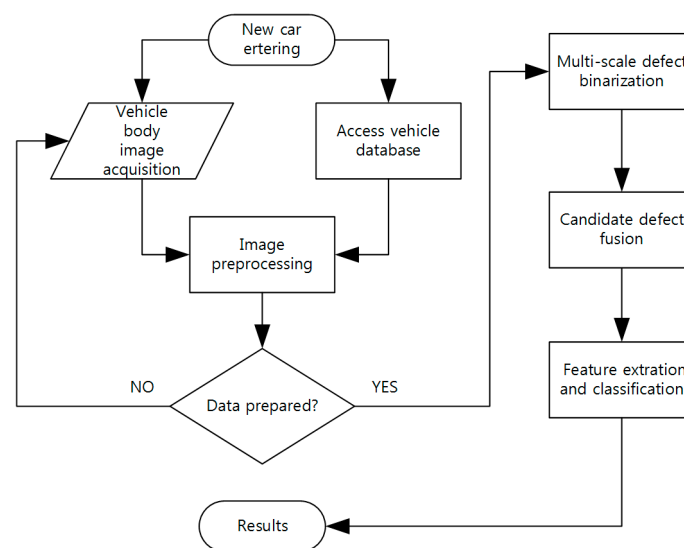 New car
ertering
Vehicle
body
image
acquisition
Access vehicle
database
Image
preprocessing
NO
Data prepared?
YES
Multi-scale defect
binarization
Candidate defect
fusion
Feature extration
and classification
Results